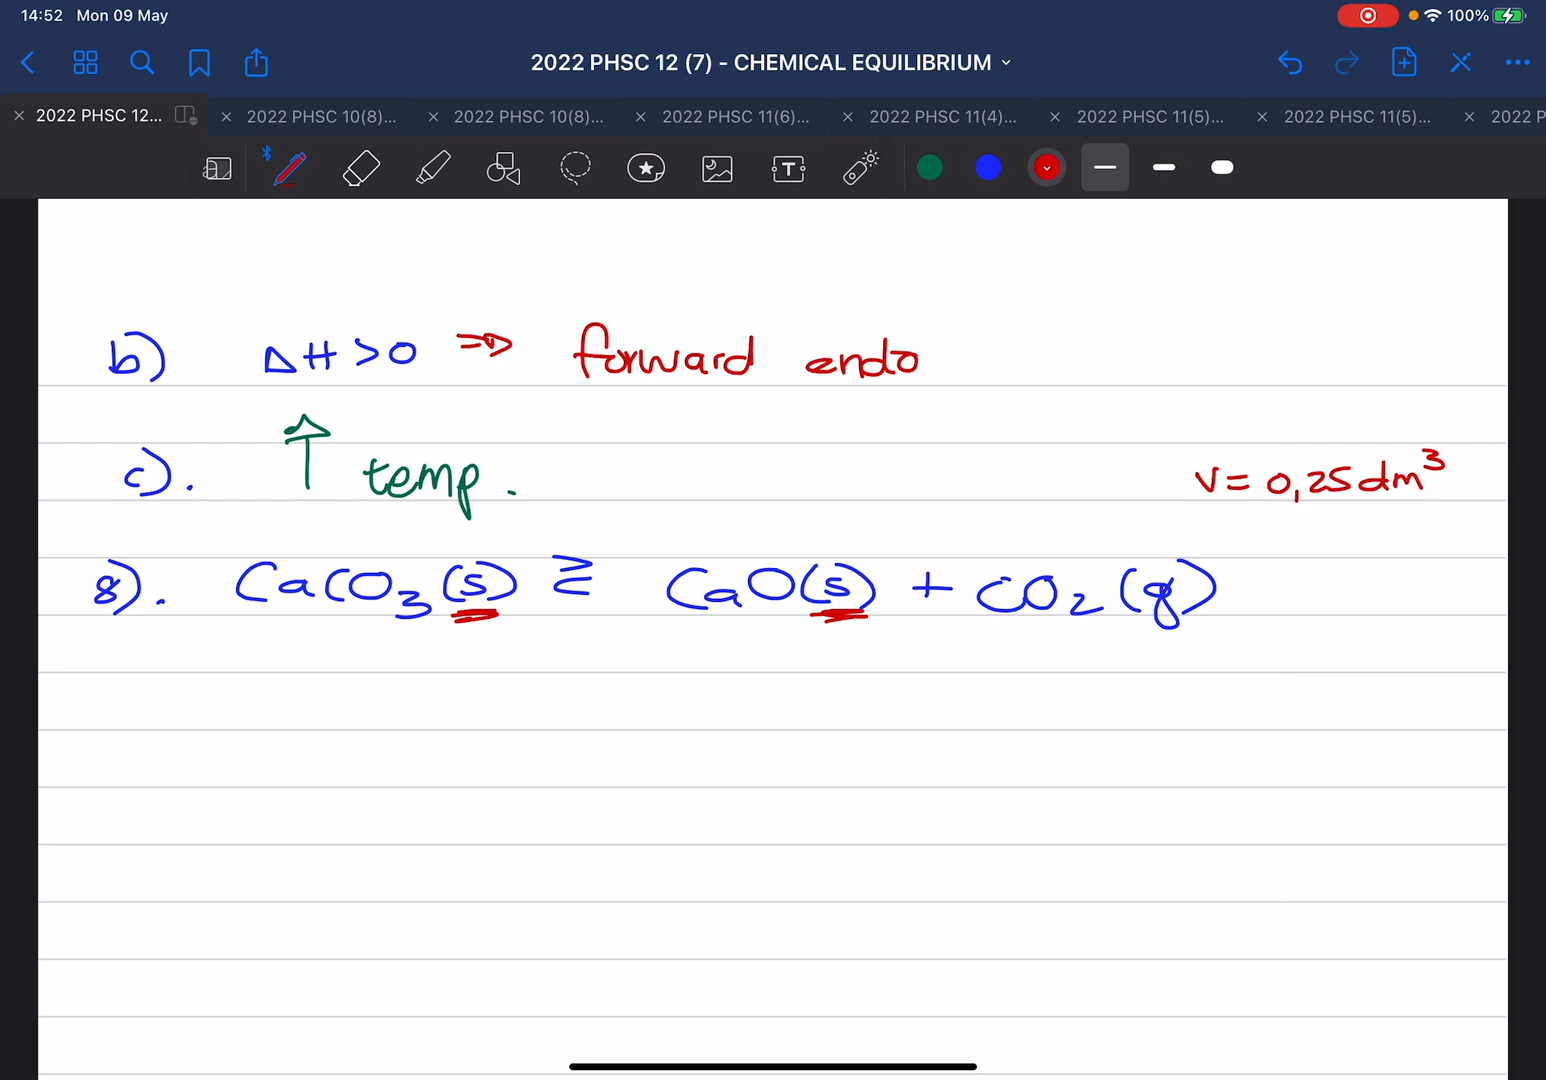 14:52 Mon 09 May 100%
2022 PHSC 12 (7) - CHEMICAL EQUILIBRIUM
2022 PHSC 12... 2022 PHSC 10(8)... 2022 PHSC 10(8)... 2022 PHSC 11(6)... 2022 PHSC 11(4)... 2022 PHSC 11(5)... 2022 PHSC 11(5)... 2022 P
T
b) ΔH >0 ⇒ forward endo
c). ↑ temp. V= 0,25dm³
8). CaCO₃(s) ⇄ CaO(s) + CO₂(g)